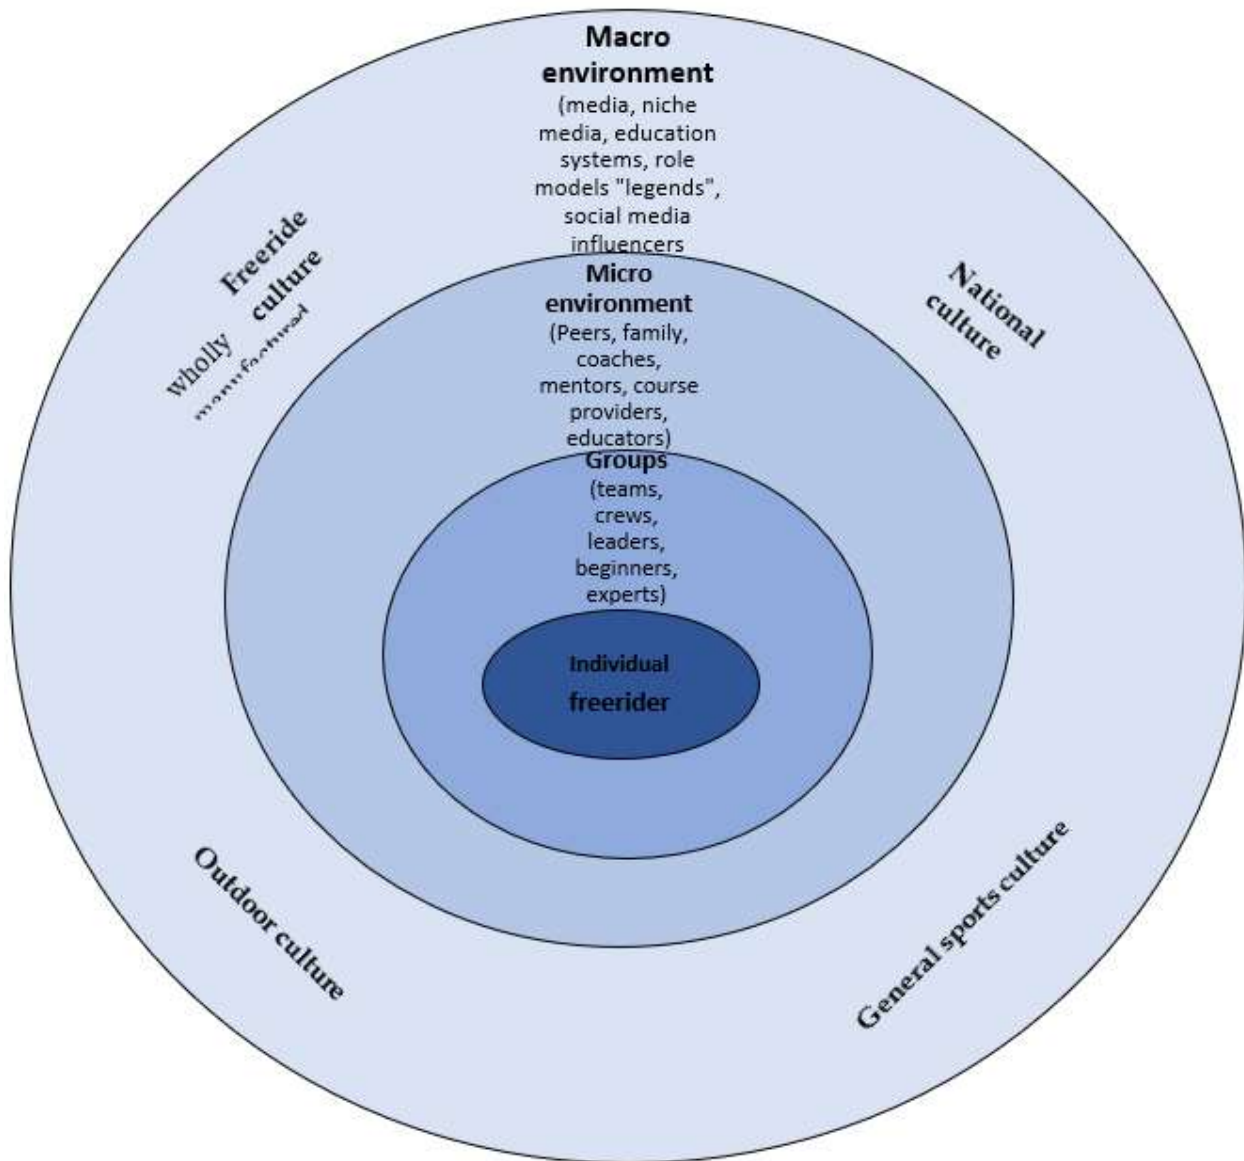 Macro
environment
(media, niche
media, education
systems, role
models "legends",
social media
influencers
Freeride
culture
wholly
National
culture
Micro
environment
(Peers, family,
coaches,
mentors, course
providers,
educators)
Groups
(teams,
crews,
leaders,
beginners,
experts)
Individual
freerider
Outdoor culture
General sports culture